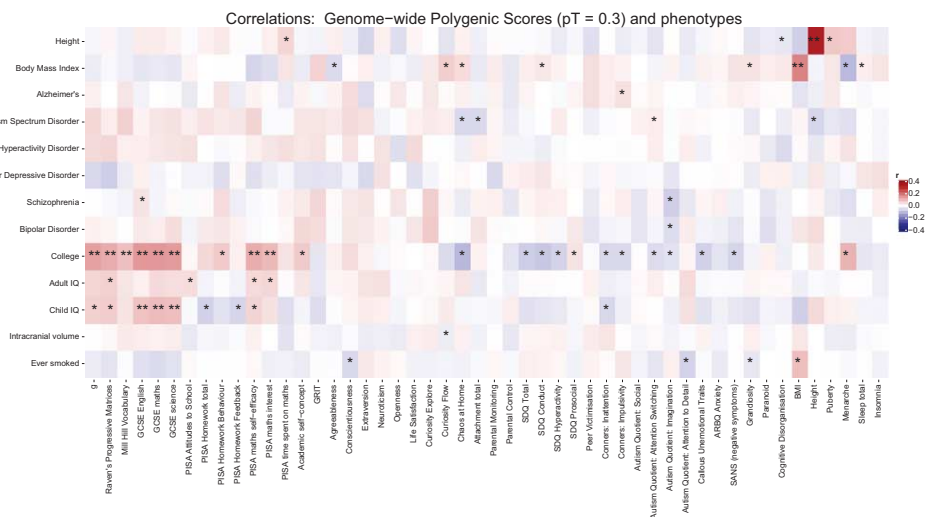 Correlations: Genome−wide Polygenic Scores (pT = 0.3) and phenotypes
Height
* * ** *
Body Mass Index
* * * * * ** * *
Alzheimer's
*
m Spectrum Disorder
* * * *
Hyperactivity Disorder
r Depressive Disorder
Schizophrenia
* *
Bipolar Disorder
*
College
** ** ** ** ** ** * ** ** * * * * * * * * * * * * *
Adult IQ
* * * *
Child IQ
* * ** ** ** * * * *
Intracranial volume
*
Ever smoked
* * * *
r
0.4
0.2
0.0
−0.2
−0.4
g
Raven's Progressive Matrices
Mill Hill Vocabulary
GCSE English
GCSE maths
GCSE science
PISA Attitudes to School
PISA Homework total
PISA Homework Behaviour
PISA Homework Feedback
PISA maths self−efficacy
PISA maths interest
PISA time spent on maths
Academic self−concept
GRIT
Agreeableness
Conscientiousness
Extraversion
Neuroticism
Openness
Life Satisfaction
Curiosity Explore
Curiosity Flow
Chaos at Home
Attachment total
Parental Monitoring
Parental Control
SDQ Total
SDQ Conduct
SDQ Hyperactivity
SDQ Prosocial
Peer Victimisation
Conners: Inattention
Conners: Impulsivity
Autism Quotient: Social
Autism Quotient: Attention Switching
Autism Quotient: Imagination
Autism Quotient: Attention to Detail
Callous Unemotional Traits
ARBQ Anxiety
SANS (negative symptoms)
Grandiosity
Paranoid
Cognitive Disorganisation
BMI
Height
Puberty
Menarche
Sleep total
Insomnia